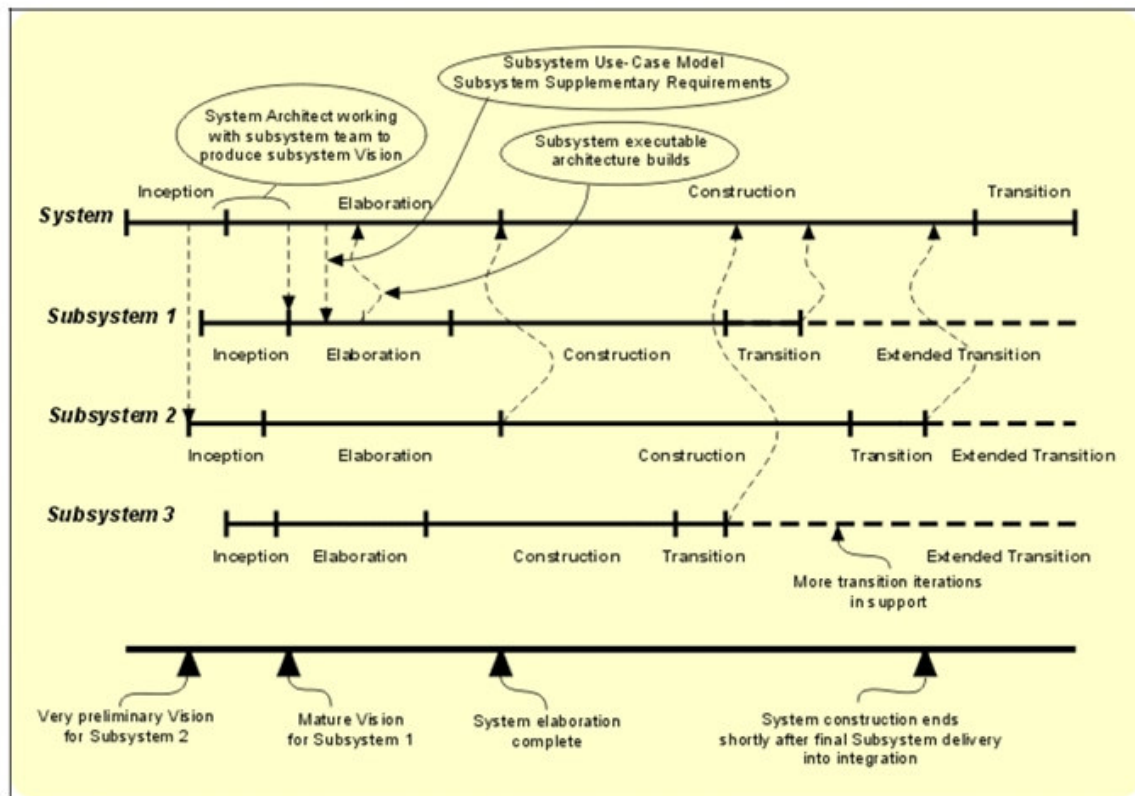 Subsystem Use-Case Model
Subsystem Supplementary Requirements
System Architect working
with subsystem team to
produce subsystem Vision
Subsystem executable
architecture builds
Inception
Elaboration
Construction
Transition
System
Subsystem 1
Inception
Elaboration
Construction
Transition
Extended Transition
Subsystem 2
Inception
Elaboration
Construction
Transition
Extended Transition
Subsystem 3
Inception
Elaboration
Construction
Transition
Extended Transition
More transition iterations
in support
Very preliminary Vision
for Subsystem 2
Mature Vision
for Subsystem 1
System elaboration
complete
System construction ends
shortly after final Subsystem delivery
into integration